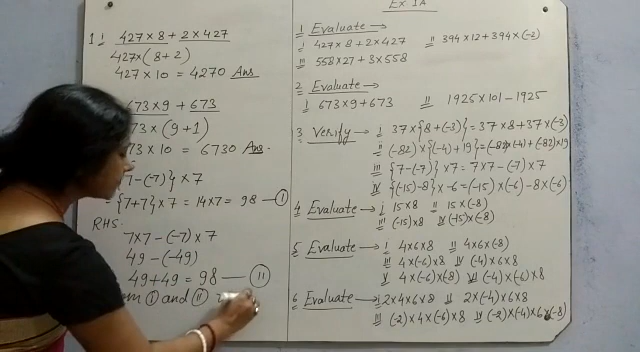 1 i 427×8 + 2×427
427×(8+2)
427×10 = 4270 Ans
673×9 + 673
73×(9+1)
73×10 = 6730 Ans.
7-(-7)}×7
= {7+7}×7 = 14×7 = 98 — (I)
RHS.
7×7-(-7)×7
49-(-49)
49+49 = 98 — (II)
(I) and (II)
EX 1A
1 Evaluate →
i 427×8+2×427 ii 394×12+394×(-2)
iii 558×27+3×558
2 Evaluate →
i 673×9+673 ii 1925×101-1925
3 Verify → i 37×{8+(-3)}=37×8+37×(-3)
ii (-82)×{(-4)+19}=(-82)×(-4)+(-82)×19
iii {7-(-7)}×7=7×7-(-7)×7
iv {(-15)-8}×-6=(-15)×(-6)-8×(-6)
4 Evaluate → i 15×8 ii 15×(-8)
iii (-15)×8 iv (-15)×(-8)
5 Evaluate → i 4×6×8 ii 4×6×(-8)
iii 4×(-6)×8 iv (-4)×6×8
v 4×(-6)×(-8) vi (-4)×(-6)×8
6 Evaluate → i 2×4×6×8 ii 2×(-4)×6×8
iii (-2)×4×(-6)×8 iv (-2)×(-4)×6×(-8)